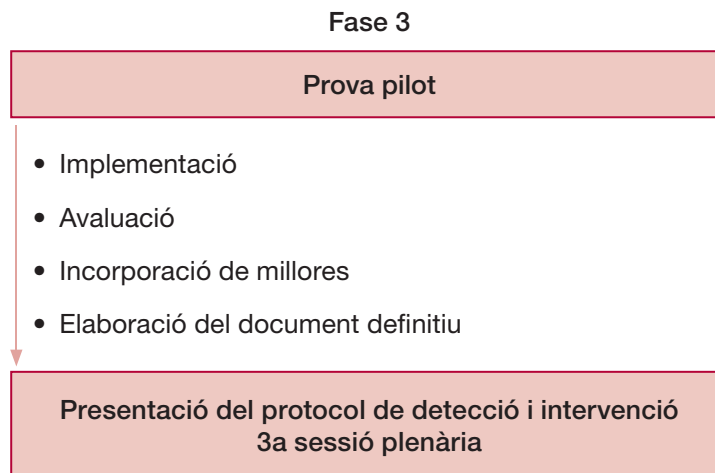 Fase 3
Prova pilot
• Implementació
• Avaluació
• Incorporació de millores
• Elaboració del document definitiu
Presentació del protocol de detecció i intervenció
3a sessió plenària